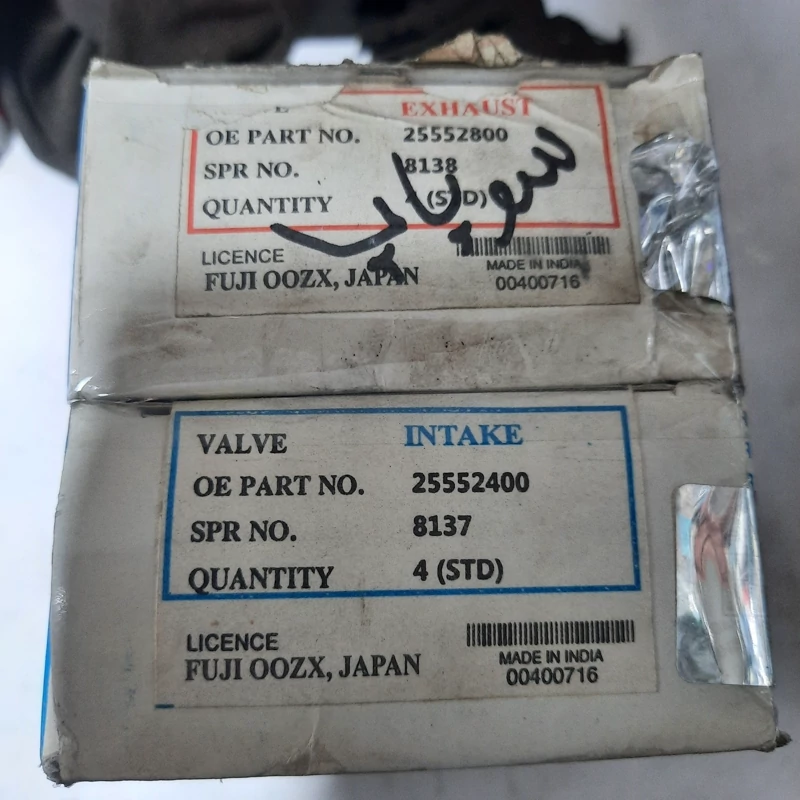 EXHAUST
OE PART NO. 25552800
SPR NO. 8138
QUANTITY (STD)
سوپاپ
LICENCE
FUJI OOZX, JAPAN
MADE IN INDIA
00400716
VALVE INTAKE
OE PART NO. 25552400
SPR NO. 8137
QUANTITY 4 (STD)
LICENCE
FUJI OOZX, JAPAN
MADE IN INDIA
00400716